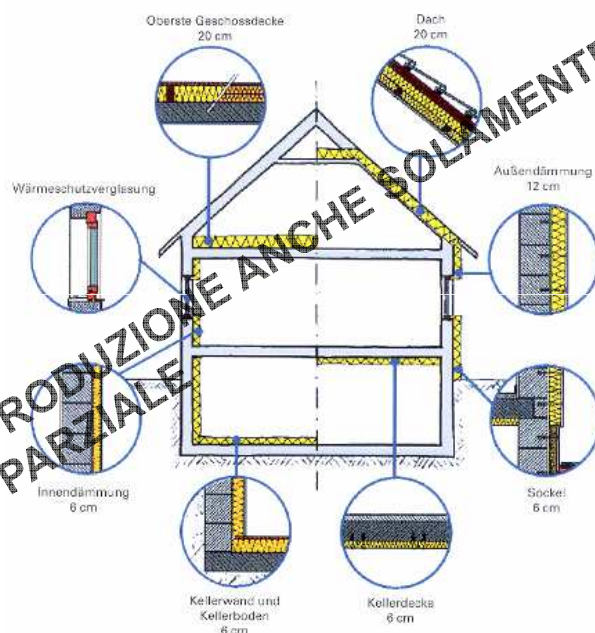 Oberste Geschossdecke
20 cm
Dach
20 cm
Wärmeschutzverglasung
Außendämmung
12 cm
RODUZIONE ANCHE SOLAMENTE
PARZIALE
Innendämmung
6 cm
Sockel
6 cm
Kellerwand und
Kellerboden
6 cm
Kellerdecke
6 cm